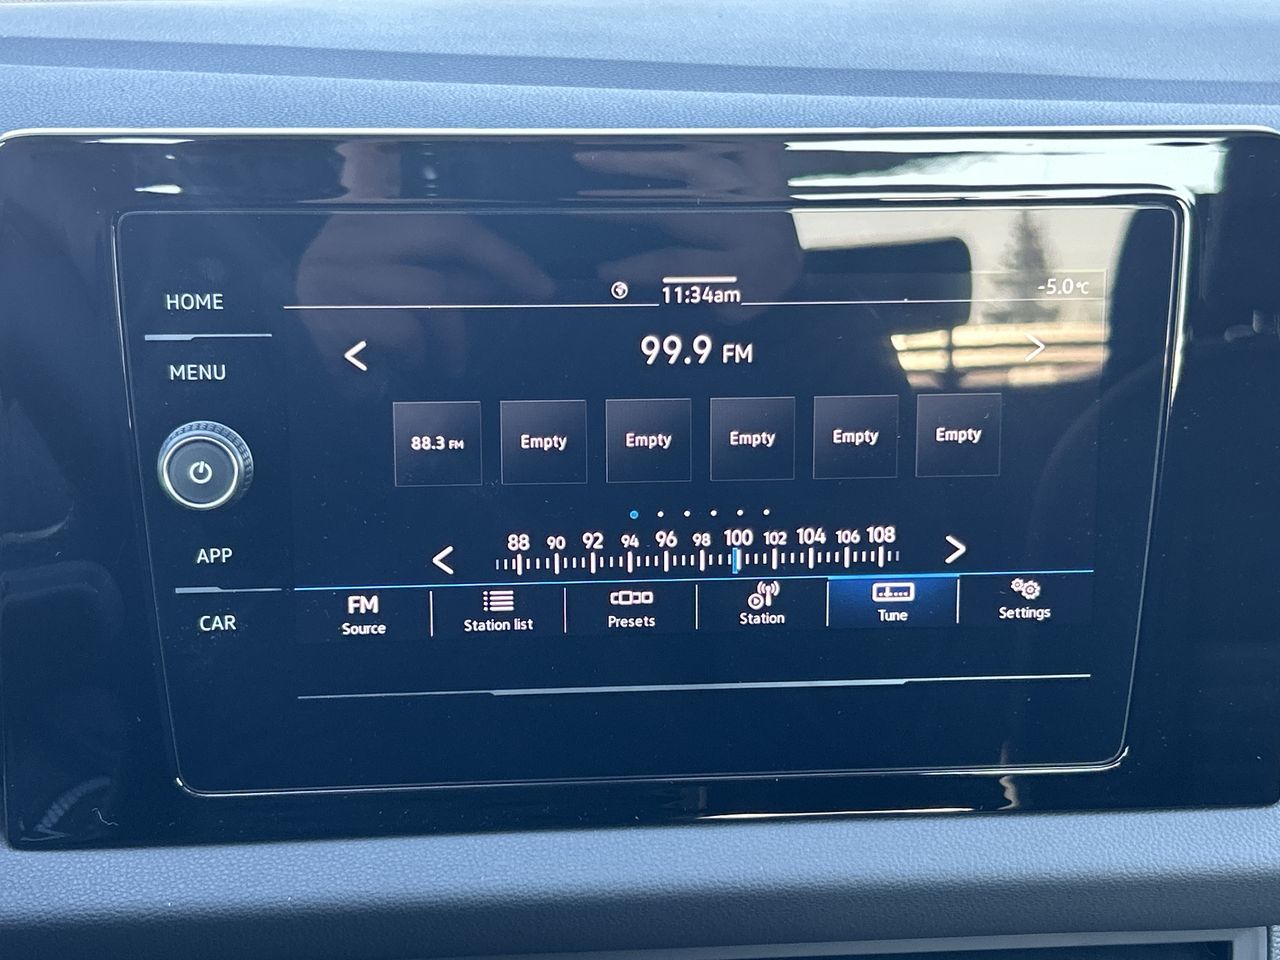 HOME
MENU
APP
CAR
11:34am
-5.0°C
99.9 FM
88.3 FM
Empty
Empty
Empty
Empty
Empty
88 90 92 94 96 98 100 102 104 106 108
FM
Source
Station list
Presets
Station
Tune
Settings